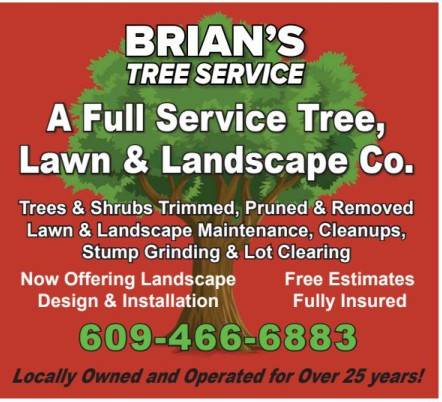 BRIAN'S
TREE SERVICE
A Full Service Tree,
Lawn & Landscape Co.
Trees & Shrubs Trimmed, Pruned & Removed
Lawn & Landscape Maintenance, Cleanups,
Stump Grinding & Lot Clearing
Now Offering Landscape
Design & Installation
Free Estimates
Fully Insured
609-466-6883
Locally Owned and Operated for Over 25 years!